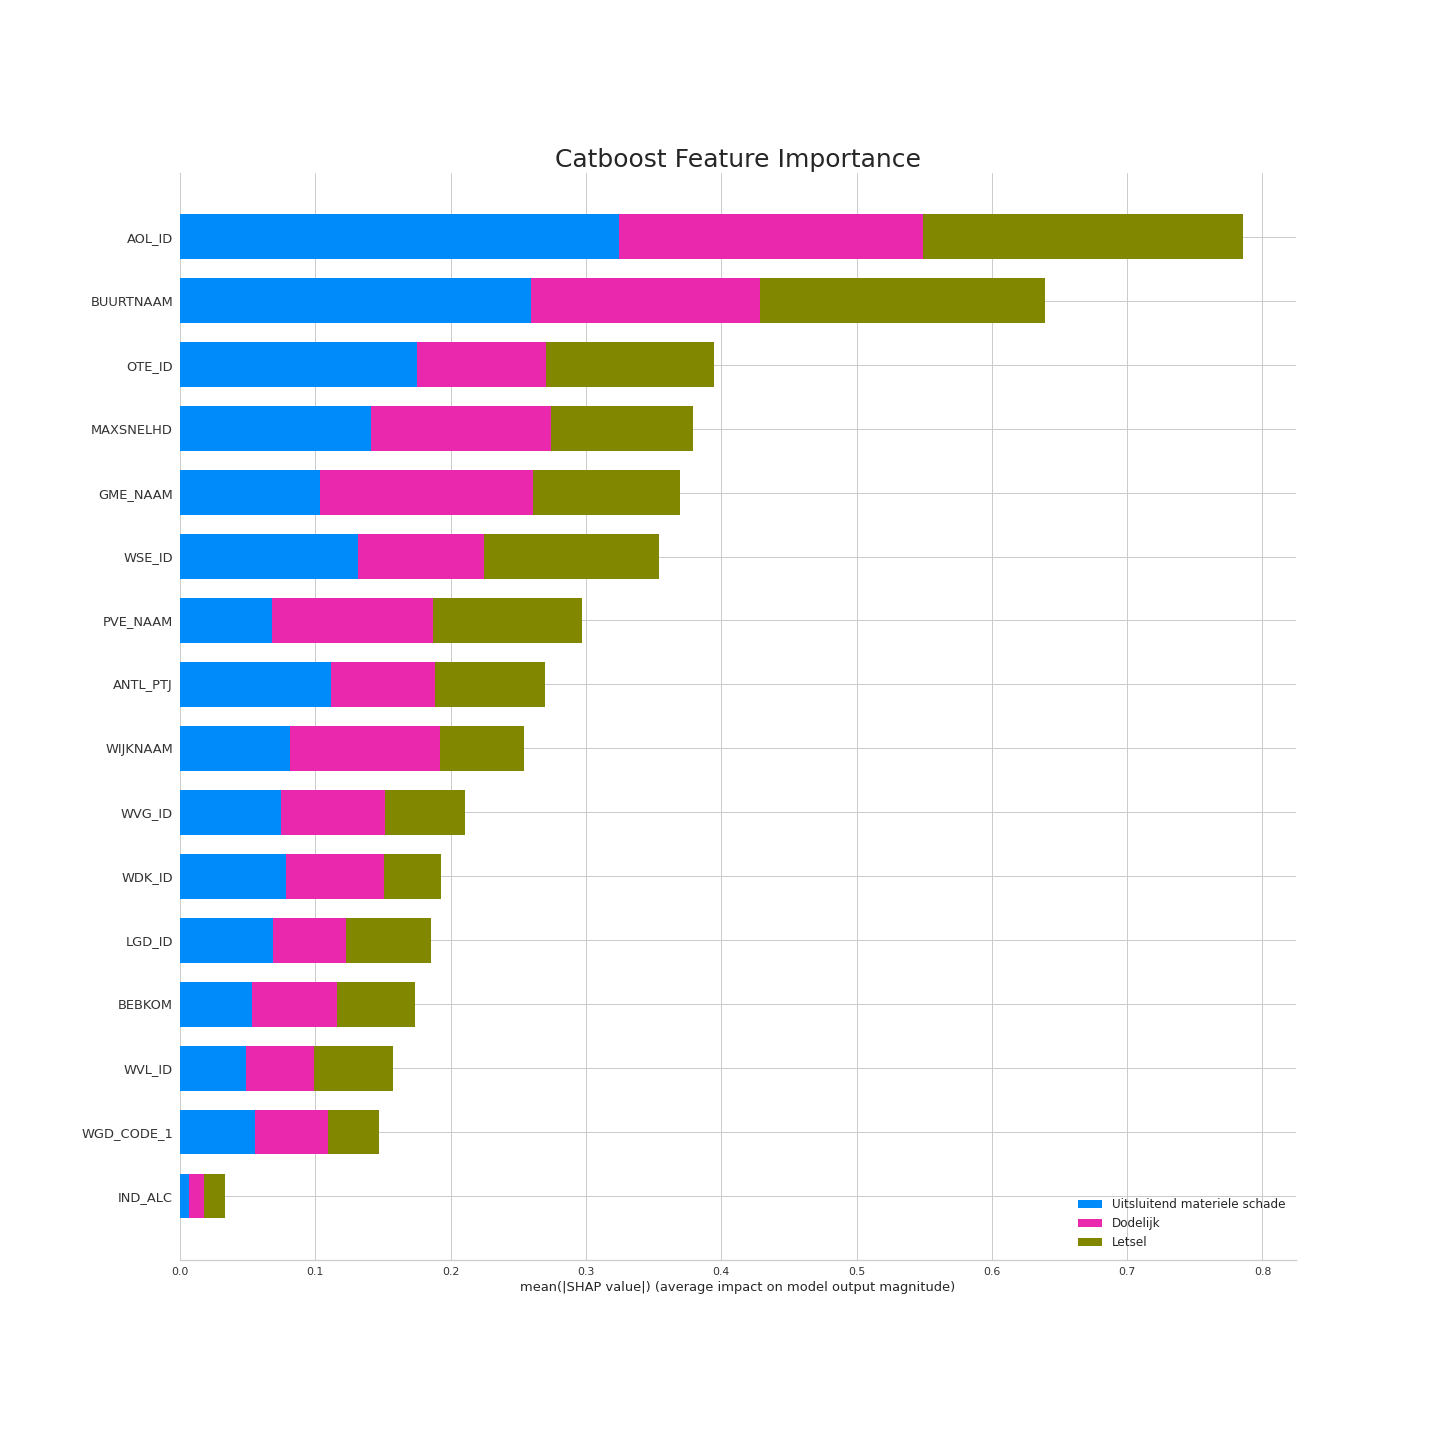 Catboost Feature Importance
AOL_ID
BUURTNAAM
OTE_ID
MAXSNELHD
GME_NAAM
WSE_ID
PVE_NAAM
ANTL_PTJ
WIJKNAAM
WVG_ID
WDK_ID
LGD_ID
BEBKOM
WVL_ID
WGD_CODE_1
IND_ALC
Uitsluitend materiele schade
Dodelijk
Letsel
0.0 0.1 0.2 0.3 0.4 0.5 0.6 0.7 0.8
mean(|SHAP value|) (average impact on model output magnitude)